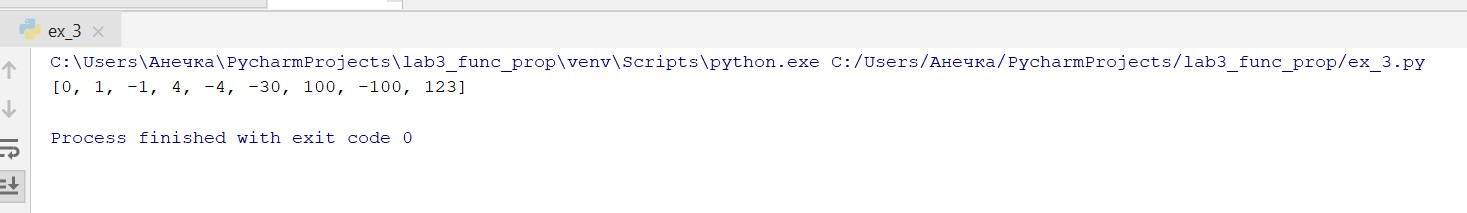 ex_3
C:\Users\Анечка\PycharmProjects\lab3_func_prop\venv\Scripts\python.exe C:/Users/Анечка/PycharmProjects/lab3_func_prop/ex_3.py
[0, 1, -1, 4, -4, -30, 100, -100, 123]
Process finished with exit code 0